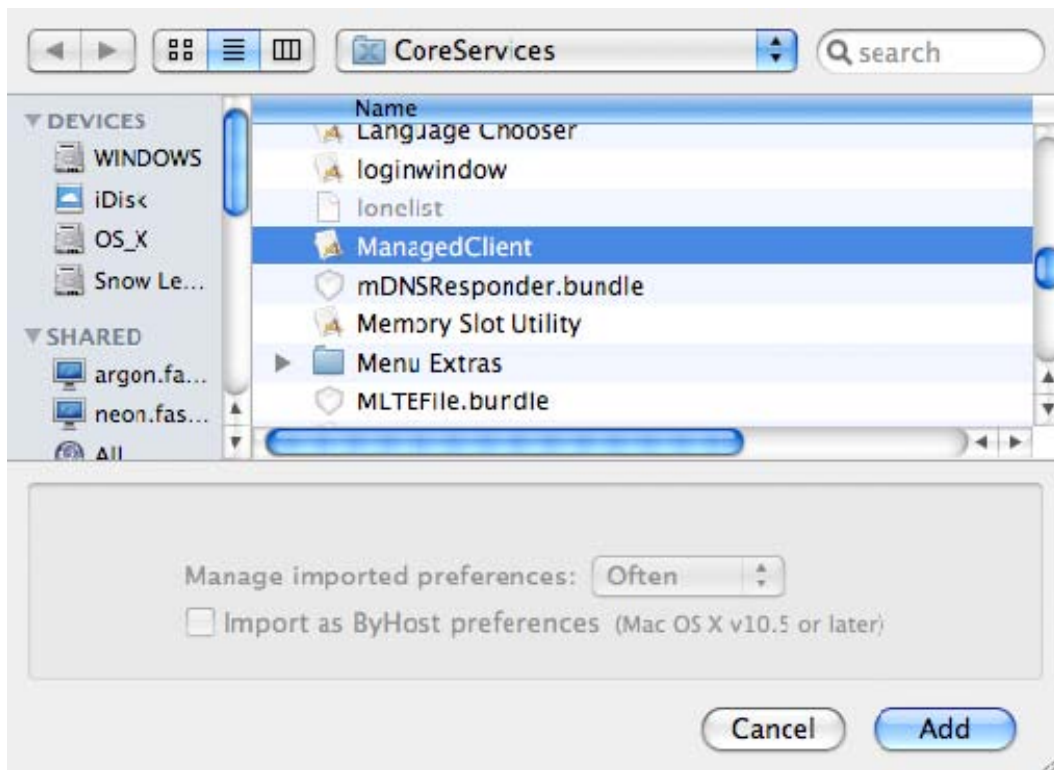 CoreServices
search
DEVICES
WINDOWS
iDisk
OS_X
Snow Le...
SHARED
argon.fa...
neon.fas...
All
Name
Language Chooser
loginwindow
lonelist
ManagedClient
mDNSResponder.bundle
Memory Slot Utility
Menu Extras
MLTEFile.bundle
Manage imported preferences: Often
Import as ByHost preferences (Mac OS X v10.5 or later)
Cancel
Add